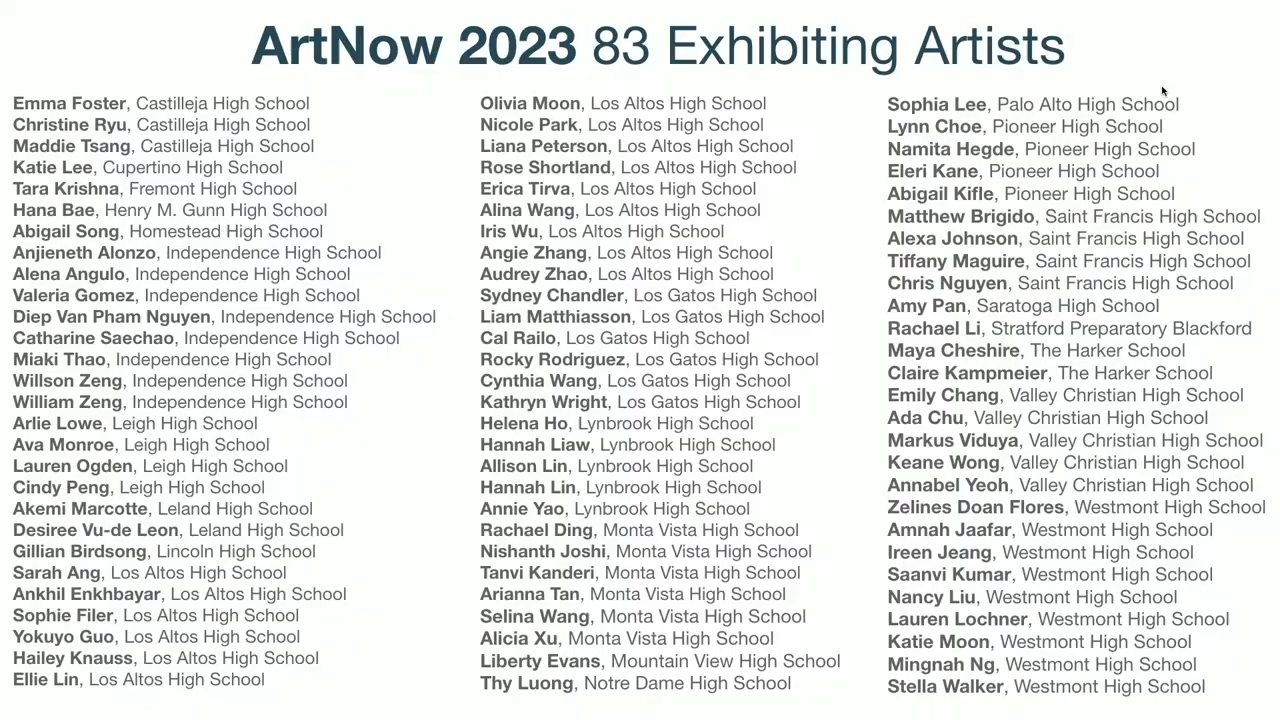 ArtNow 2023 83 Exhibiting Artists
Emma Foster, Castilleja High School
Christine Ryu, Castilleja High School
Maddie Tsang, Castilleja High School
Katie Lee, Cupertino High School
Tara Krishna, Fremont High School
Hana Bae, Henry M. Gunn High School
Abigail Song, Homestead High School
Anjieneth Alonzo, Independence High School
Alena Angulo, Independence High School
Valeria Gomez, Independence High School
Diep Van Pham Nguyen, Independence High School
Catharine Saechao, Independence High School
Miaki Thao, Independence High School
Willson Zeng, Independence High School
William Zeng, Independence High School
Arlie Lowe, Leigh High School
Ava Monroe, Leigh High School
Lauren Ogden, Leigh High School
Cindy Peng, Leigh High School
Akemi Marcotte, Leland High School
Desiree Vu-de Leon, Leland High School
Gillian Birdsong, Lincoln High School
Sarah Ang, Los Altos High School
Ankhil Enkhbayar, Los Altos High School
Sophie Filer, Los Altos High School
Yokuyo Guo, Los Altos High School
Hailey Knauss, Los Altos High School
Ellie Lin, Los Altos High School
Olivia Moon, Los Altos High School
Nicole Park, Los Altos High School
Liana Peterson, Los Altos High School
Rose Shortland, Los Altos High School
Erica Tirva, Los Altos High School
Alina Wang, Los Altos High School
Iris Wu, Los Altos High School
Angie Zhang, Los Altos High School
Audrey Zhao, Los Altos High School
Sydney Chandler, Los Gatos High School
Liam Matthiasson, Los Gatos High School
Cal Railo, Los Gatos High School
Rocky Rodriguez, Los Gatos High School
Cynthia Wang, Los Gatos High School
Kathryn Wright, Los Gatos High School
Helena Ho, Lynbrook High School
Hannah Liaw, Lynbrook High School
Allison Lin, Lynbrook High School
Hannah Lin, Lynbrook High School
Annie Yao, Lynbrook High School
Rachael Ding, Monta Vista High School
Nishanth Joshi, Monta Vista High School
Tanvi Kanderi, Monta Vista High School
Arianna Tan, Monta Vista High School
Selina Wang, Monta Vista High School
Alicia Xu, Monta Vista High School
Liberty Evans, Mountain View High School
Thy Luong, Notre Dame High School
Sophia Lee, Palo Alto High School
Lynn Choe, Pioneer High School
Namita Hegde, Pioneer High School
Eleri Kane, Pioneer High School
Abigail Kifle, Pioneer High School
Matthew Brigido, Saint Francis High School
Alexa Johnson, Saint Francis High School
Tiffany Maguire, Saint Francis High School
Chris Nguyen, Saint Francis High School
Amy Pan, Saratoga High School
Rachael Li, Stratford Preparatory Blackford
Maya Cheshire, The Harker School
Claire Kampmeier, The Harker School
Emily Chang, Valley Christian High School
Ada Chu, Valley Christian High School
Markus Viduya, Valley Christian High School
Keane Wong, Valley Christian High School
Annabel Yeoh, Valley Christian High School
Zelines Doan Flores, Westmont High School
Amnah Jaafar, Westmont High School
Ireen Jeang, Westmont High School
Saanvi Kumar, Westmont High School
Nancy Liu, Westmont High School
Lauren Lochner, Westmont High School
Katie Moon, Westmont High School
Mingnah Ng, Westmont High School
Stella Walker, Westmont High School